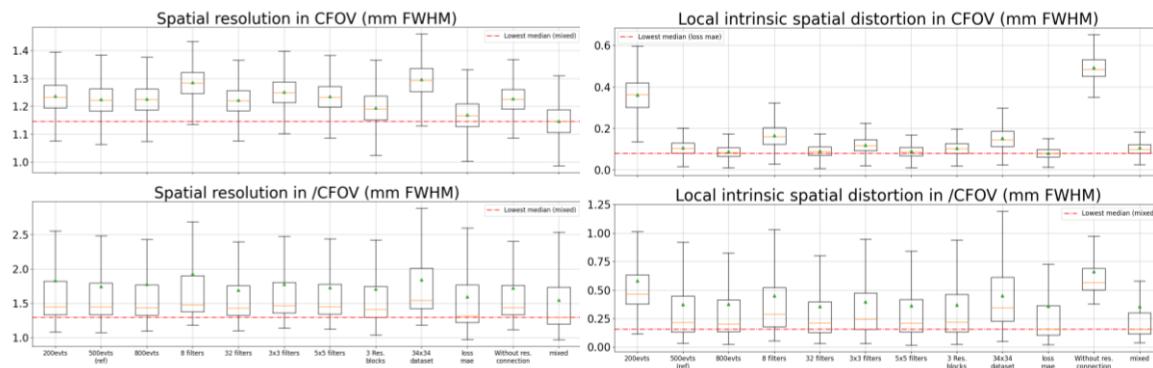 Spatial resolution in CFOV (mm FWHM)
Lowest median (mixed)
1.4
1.3
1.2
1.1
1.0
Local intrinsic spatial distortion in CFOV (mm FWHM)
Lowest median (loss mae)
0.6
0.4
0.2
0.0
Spatial resolution in /CFOV (mm FWHM)
Lowest median (mixed)
2.5
2.0
1.5
1.0
200evts 500evts (ref) 800evts 8 filters 32 filters 3x3 filters 5x5 filters 3 Res. blocks 34x34 dataset loss mae Without res. connection mixed
Local intrinsic spatial distortion in /CFOV (mm FWHM)
Lowest median (mixed)
1.25
1.00
0.75
0.50
0.25
0.00
200evts 500evts (ref) 800evts 8 filters 32 filters 3x3 filters 5x5 filters 3 Res. blocks 34x34 dataset loss mae Without res. connection mixed